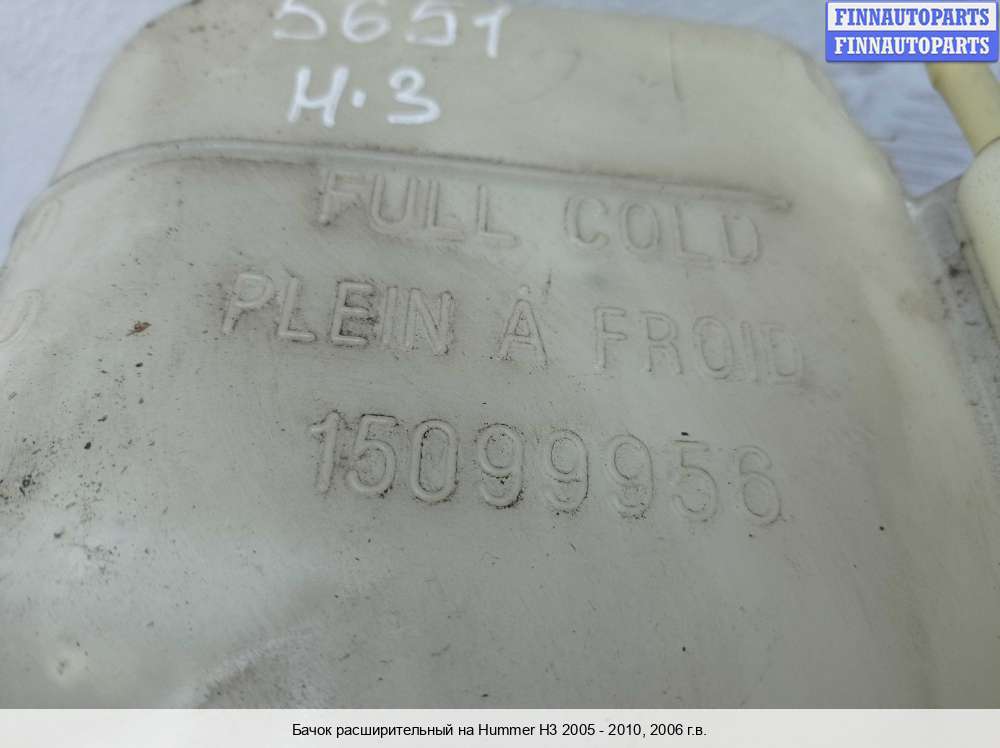 FINNAUTOPARTS
FINNAUTOPARTS
5651
H.3
FULL COLD
PLEIN À FROID
15099956
Бачок расширительный на Hummer H3 2005 - 2010, 2006 г.в.